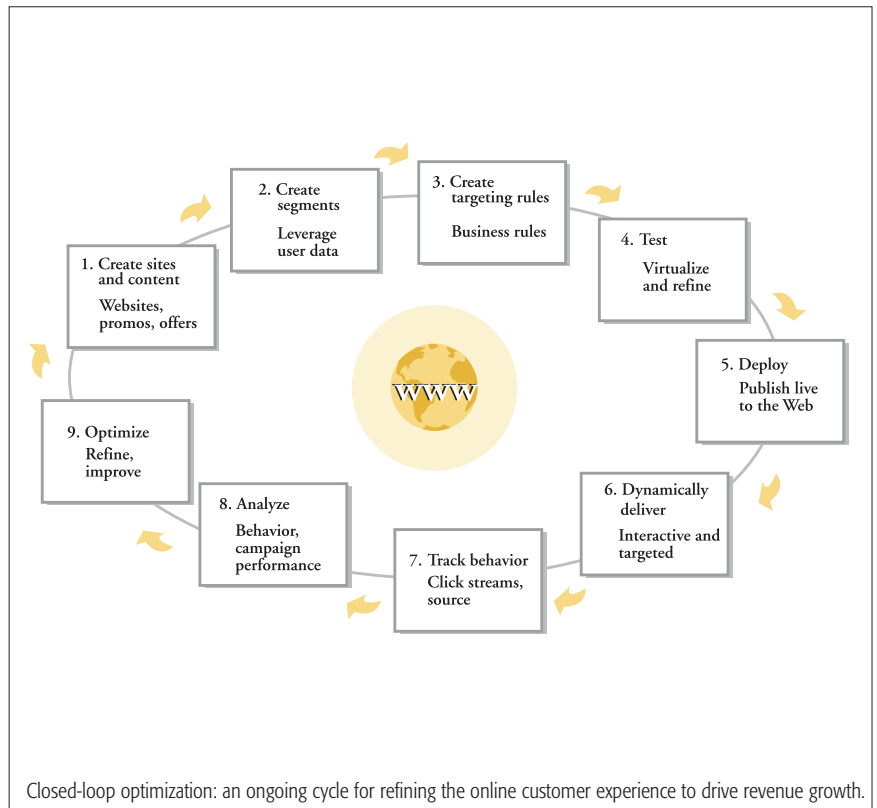 1. Create sites
and content
Websites,
promos, offers
2. Create
segments
Leverage
user data
3. Create
targeting rules
Business rules
4. Test
Virtualize
and refine
5. Deploy
Publish live
to the Web
6. Dynamically
deliver
Interactive and
targeted
7. Track behavior
Click streams,
source
8. Analyze
Behavior,
campaign
performance
9. Optimize
Refine,
improve
WWW
Closed-loop optimization: an ongoing cycle for refining the online customer experience to drive revenue growth.